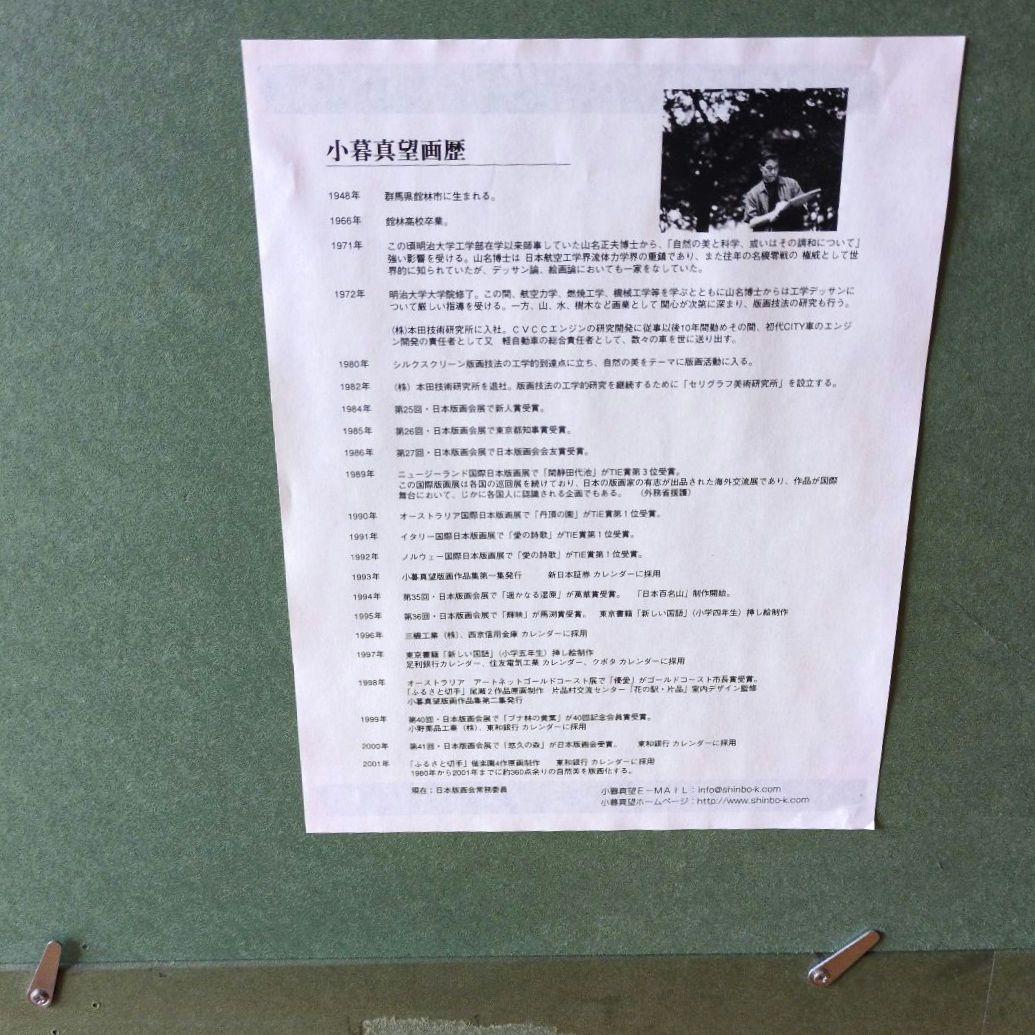 小暮真望画歴
1948年 群馬県館林市に生まれる。
1966年 館林高校卒業。
1971年 この頃明治大学工学部在学以来師事していた山名正夫博士から、「自然の美と科学、或いはその調和について」
強い影響を受ける。山名博士は 日本航空工学界流体力学界の重鎮であり、また往年の名機零戦の 権威として世
界的に知られていたが、デッサン論、絵画論においても一家をなしていた。
1972年 明治大学大学院修了。この間、航空力学、燃焼工学、機械工学等を学ぶとともに山名博士からは工学デッサンに
ついて厳しい指導を受ける。一方、山、水、樹木など画業として 関心が次第に深まり、版画技法の研究も行う。
(株)本田技術研究所に入社。CVCCエンジンの研究開発に従事以後10年間勤めその間、初代CITY車のエンジ
ン開発の責任者として又 軽自動車の総合責任者として、数々の車を世に送り出す。
1980年 シルクスクリーン版画技法の工学的到達点に立ち、自然の美をテーマに版画活動に入る。
1982年 (株)本田技術研究所を退社。版画技法の工学的研究を継続するために「セリグラフ美術研究所」を設立する。
1984年 第25回・日本版画会展で新人賞受賞。
1985年 第26回・日本版画会展で東京都知事賞受賞。
1986年 第27回・日本版画会展で日本版画会会友賞受賞。
1989年 ニュージーランド国際日本版画展で「閑静田代池」がTIE賞第3位受賞。
この国際版画展は各国の巡回展を続けており、日本の版画家の有志が出品された海外交流展であり、作品が国際
舞台において、じかに各国人に認識される企画でもある。 (外務省援護)
1990年 オーストラリア国際日本版画展で「丹頂の園」がTIE賞第1位受賞。
1991年 イタリー国際日本版画展で「愛の詩歌」がTIE賞第1位受賞。
1992年 ノルウェー国際日本版画展で「愛の詩歌」がTIE賞第1位受賞。
1993年 小暮真望版画作品集第一集発行 新日本証券 カレンダーに採用
1994年 第35回・日本版画会展で「遥かなる湿原」が萬華賞受賞。 「日本百名山」制作開始。
1995年 第36回・日本版画会展で「輝映」が馬渕賞受賞。 東京書籍「新しい国語」(小学四年生)挿し絵制作
1996年 三機工業(株)、西京信用金庫 カレンダーに採用
1997年 東京書籍「新しい国語」(小学五年生)挿し絵制作
足利銀行カレンダー、住友電気工業 カレンダー、クボタ カレンダーに採用
1998年 オーストラリア アートネットゴールドコースト展で「優愛」がゴールドコースト市長賞受賞。
「ふるさと切手」尾瀬2作品原画制作 片品村交流センター「花の駅・片品」室内デザイン監修
小暮真望版画作品集第二集発行
1999年 第40回・日本版画会展で「ブナ林の黄葉」が40回記念会員賞受賞。
小野薬品工業(株)、東和銀行 カレンダーに採用
2000年 第41回・日本版画会展で「悠久の森」が日本版画会賞受賞。 東和銀行 カレンダーに採用
2001年 「ふるさと切手」偕楽園4作原画制作 東和銀行 カレンダーに採用
1980年から2001年までに約360点余りの自然美を版画化する。
現在:日本版画会常務委員
小暮真望E-MAIL:info@shinbo-k.com
小暮真望ホームページ:http://www.shinbo-k.com